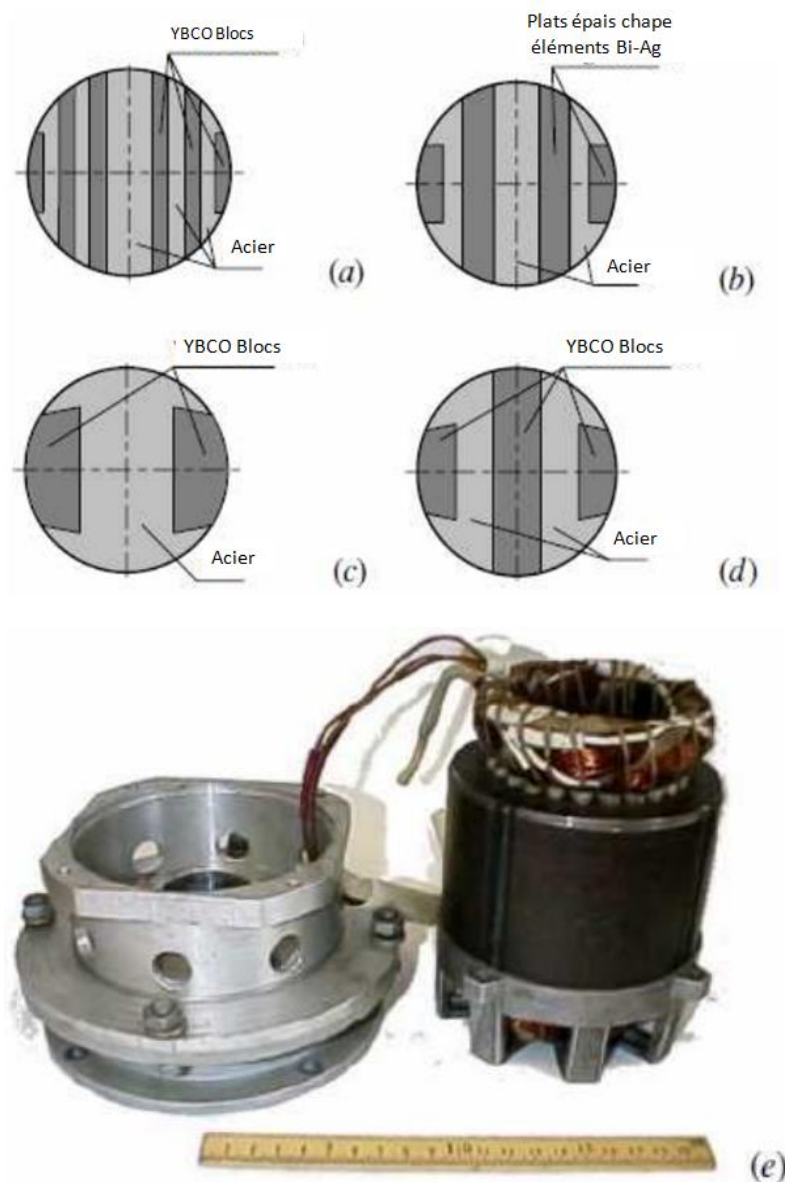 YBCO Blocs
Acier
(a)
Plats épais chape
éléments Bi-Ag
Acier
(b)
YBCO Blocs
Acier
(c)
YBCO Blocs
Acier
(d)
(e)